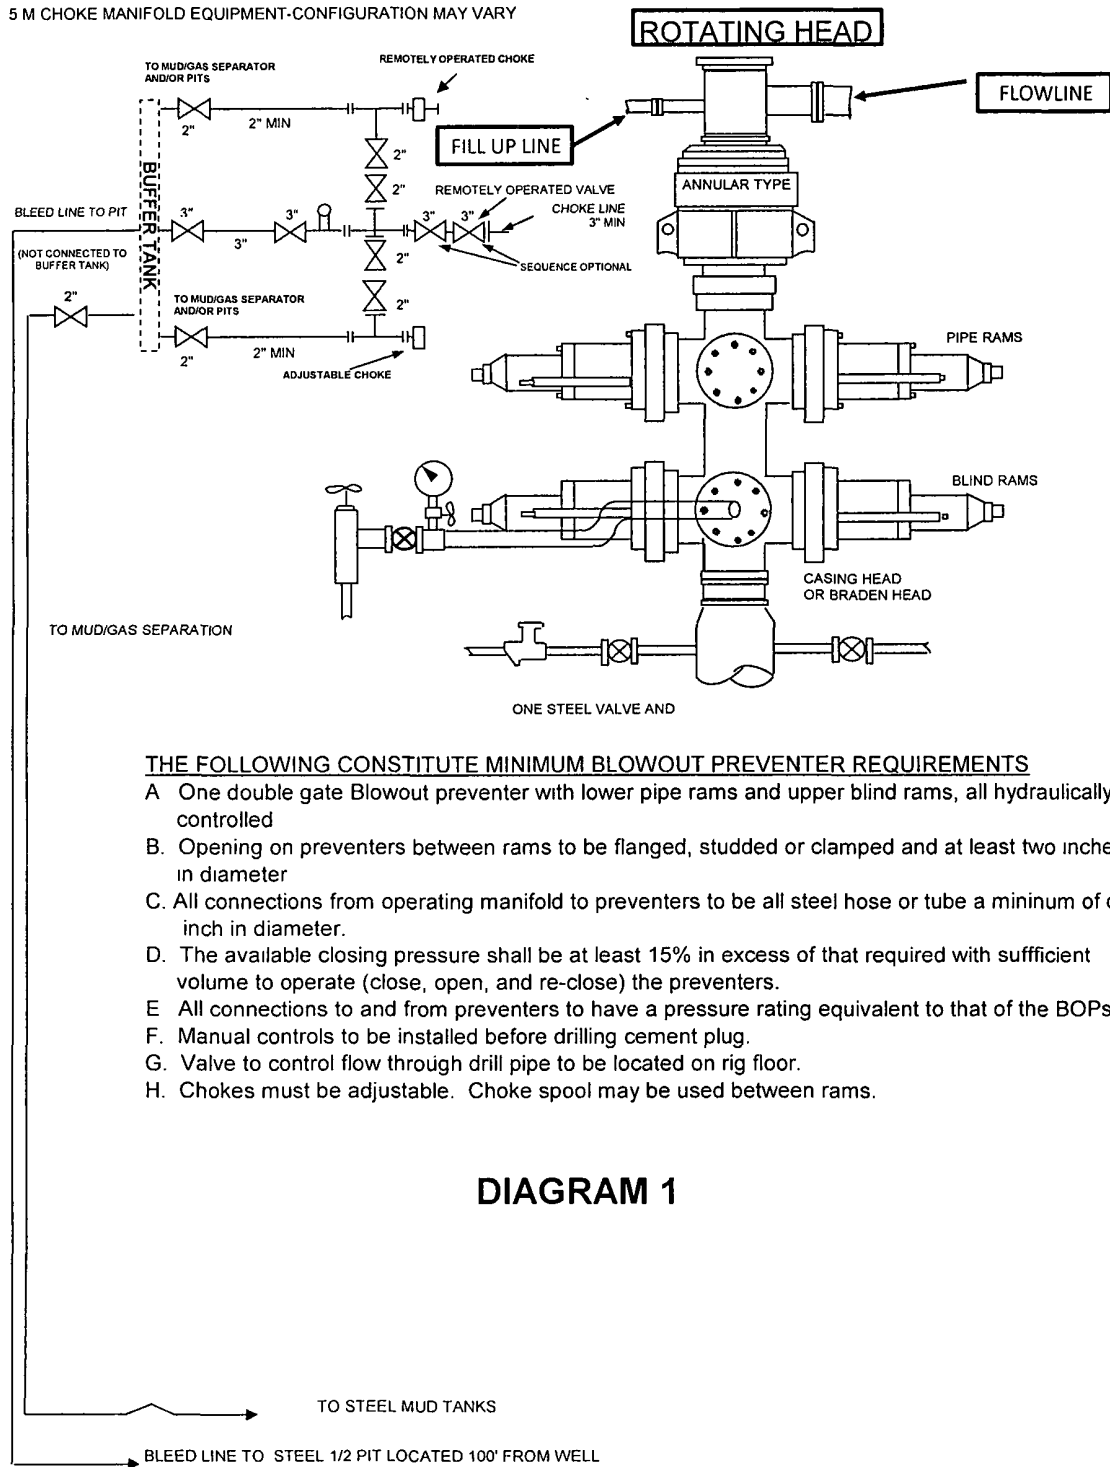 5 M CHOKE MANIFOLD EQUIPMENT-CONFIGURATION MAY VARY
ROTATING HEAD
TO MUD/GAS SEPARATOR
AND/OR PITS
REMOTELY OPERATED CHOKE
FLOWLINE
2"
2" MIN
FILL UP LINE
2"
2"
BUFFER TANK
ANNULAR TYPE
REMOTELY OPERATED VALVE
CHOKE LINE
3" MIN
BLEED LINE TO PIT
3"
3"
3"
3"
3"
(NOT CONNECTED TO
BUFFER TANK)
2"
SEQUENCE OPTIONAL
2"
TO MUD/GAS SEPARATOR
AND/OR PITS
2"
2"
2" MIN
ADJUSTABLE CHOKE
PIPE RAMS
BLIND RAMS
CASING HEAD
OR BRADEN HEAD
TO MUD/GAS SEPARATION
ONE STEEL VALVE AND
THE FOLLOWING CONSTITUTE MINIMUM BLOWOUT PREVENTER REQUIREMENTS
A One double gate Blowout preventer with lower pipe rams and upper blind rams, all hydraulically
controlled
B. Opening on preventers between rams to be flanged, studded or clamped and at least two inche
in diameter
C. All connections from operating manifold to preventers to be all steel hose or tube a mininum of
inch in diameter.
D. The available closing pressure shall be at least 15% in excess of that required with suffficient
volume to operate (close, open, and re-close) the preventers.
E All connections to and from preventers to have a pressure rating equivalent to that of the BOPs
F. Manual controls to be installed before drilling cement plug.
G. Valve to control flow through drill pipe to be located on rig floor.
H. Chokes must be adjustable. Choke spool may be used between rams.
DIAGRAM 1
TO STEEL MUD TANKS
BLEED LINE TO STEEL 1/2 PIT LOCATED 100' FROM WELL